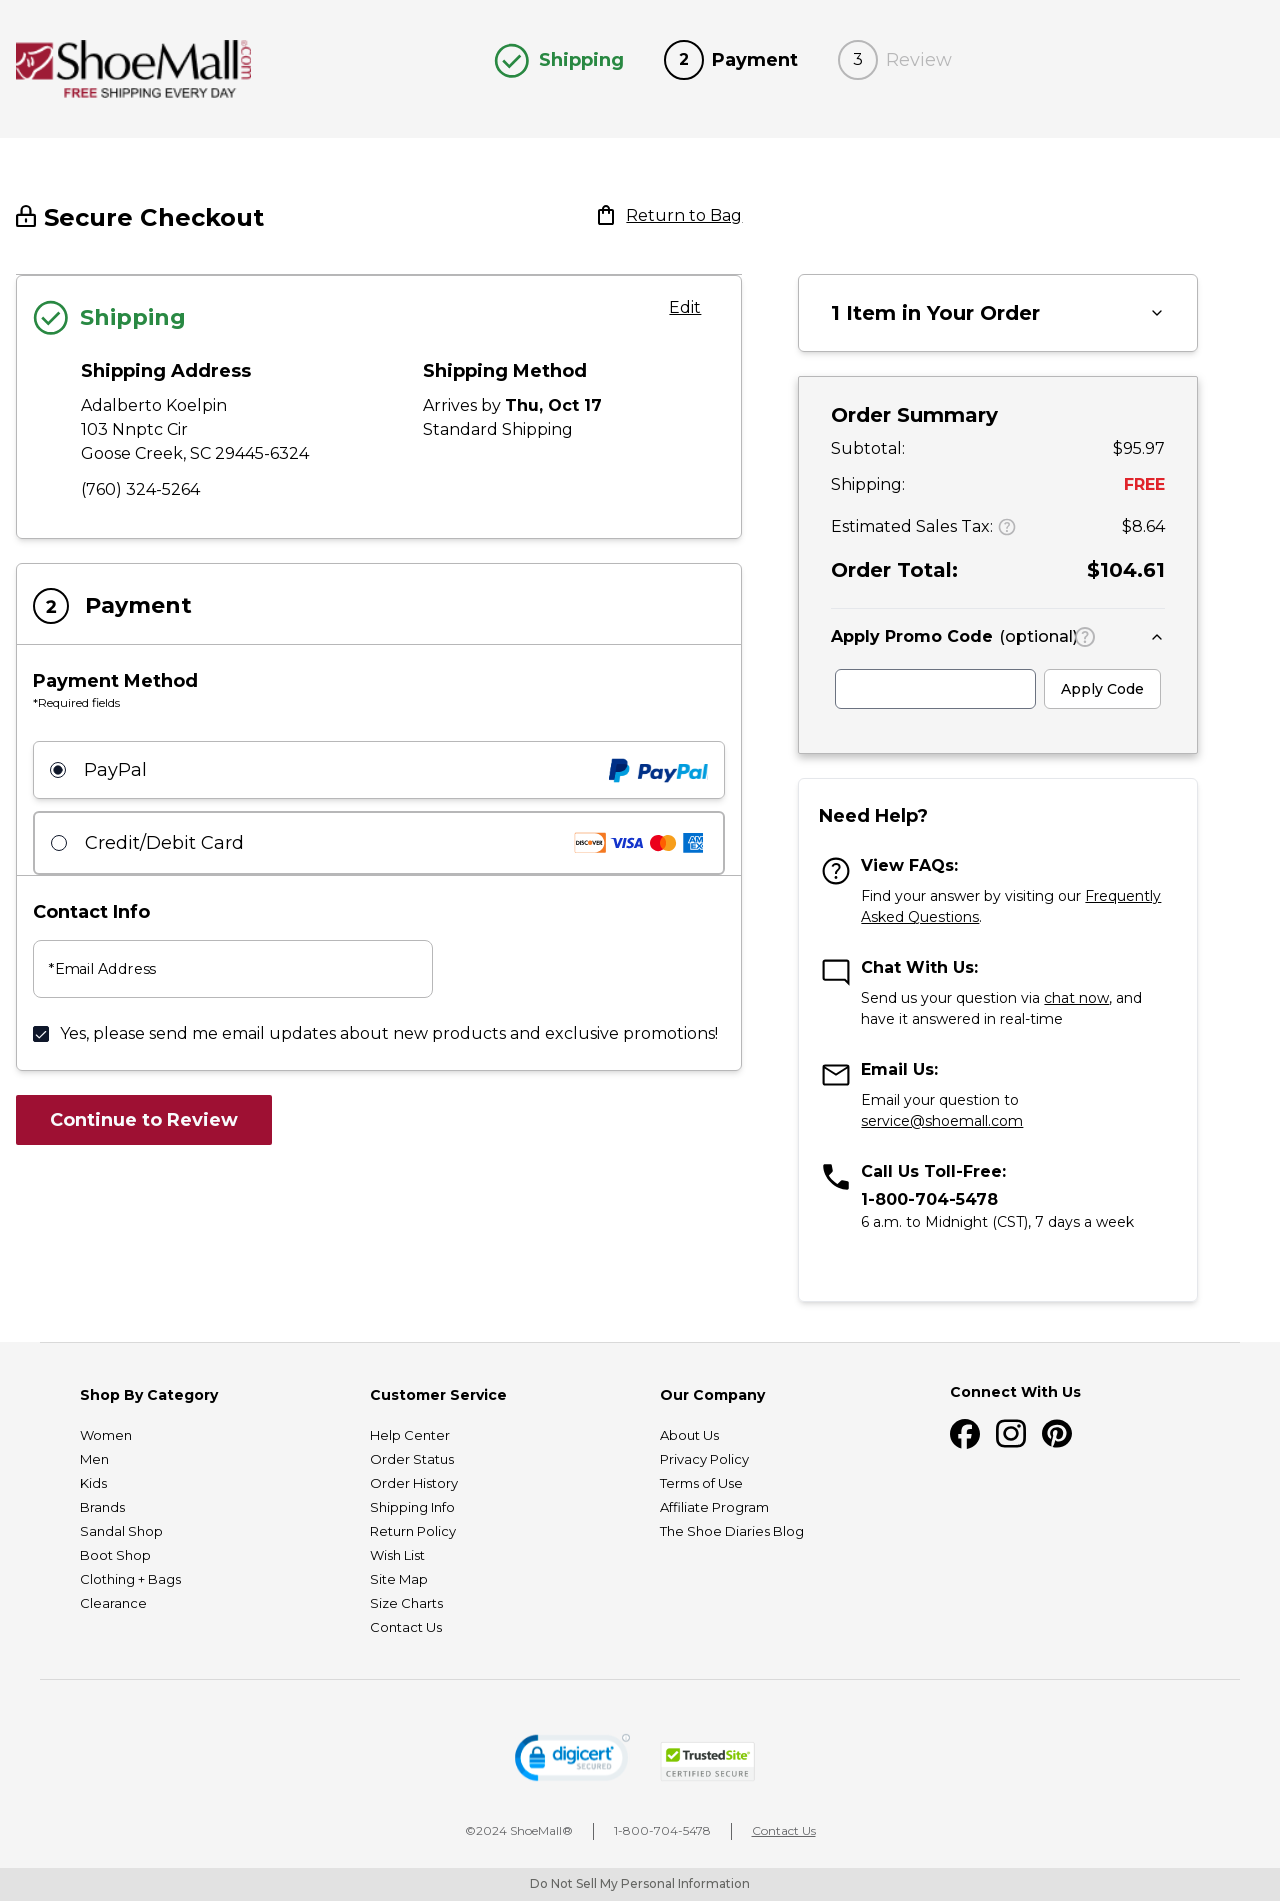 ShoeMall®.com
FREE SHIPPING EVERY DAY
Shipping
2 Payment
3 Review
Secure Checkout
Return to Bag
Shipping
Edit
Shipping Address
Adalberto Koelpin
103 Nnptc Cir
Goose Creek, SC 29445-6324
(760) 324-5264
Shipping Method
Arrives by Thu, Oct 17
Standard Shipping
2 Payment
Payment Method
*Required fields
PayPal PayPal
Credit/Debit Card DISCOVER VISA AMEX
Contact Info
*Email Address
Yes, please send me email updates about new products and exclusive promotions!
Continue to Review
1 Item in Your Order
Order Summary
Subtotal: $95.97
Shipping: FREE
Estimated Sales Tax: ? $8.64
Order Total: $104.61
Apply Promo Code (optional) ?
Apply Code
Need Help?
View FAQs:
Find your answer by visiting our Frequently
Asked Questions.
Chat With Us:
Send us your question via chat now, and
have it answered in real-time
Email Us:
Email your question to
service@shoemall.com
Call Us Toll-Free:
1-800-704-5478
6 a.m. to Midnight (CST), 7 days a week
Shop By Category
Women
Men
Kids
Brands
Sandal Shop
Boot Shop
Clothing + Bags
Clearance
Customer Service
Help Center
Order Status
Order History
Shipping Info
Return Policy
Wish List
Site Map
Size Charts
Contact Us
Our Company
About Us
Privacy Policy
Terms of Use
Affiliate Program
The Shoe Diaries Blog
Connect With Us
digicert®
SECURED
TrustedSite®
CERTIFIED SECURE
©2024 ShoeMall®
1-800-704-5478
Contact Us
Do Not Sell My Personal Information